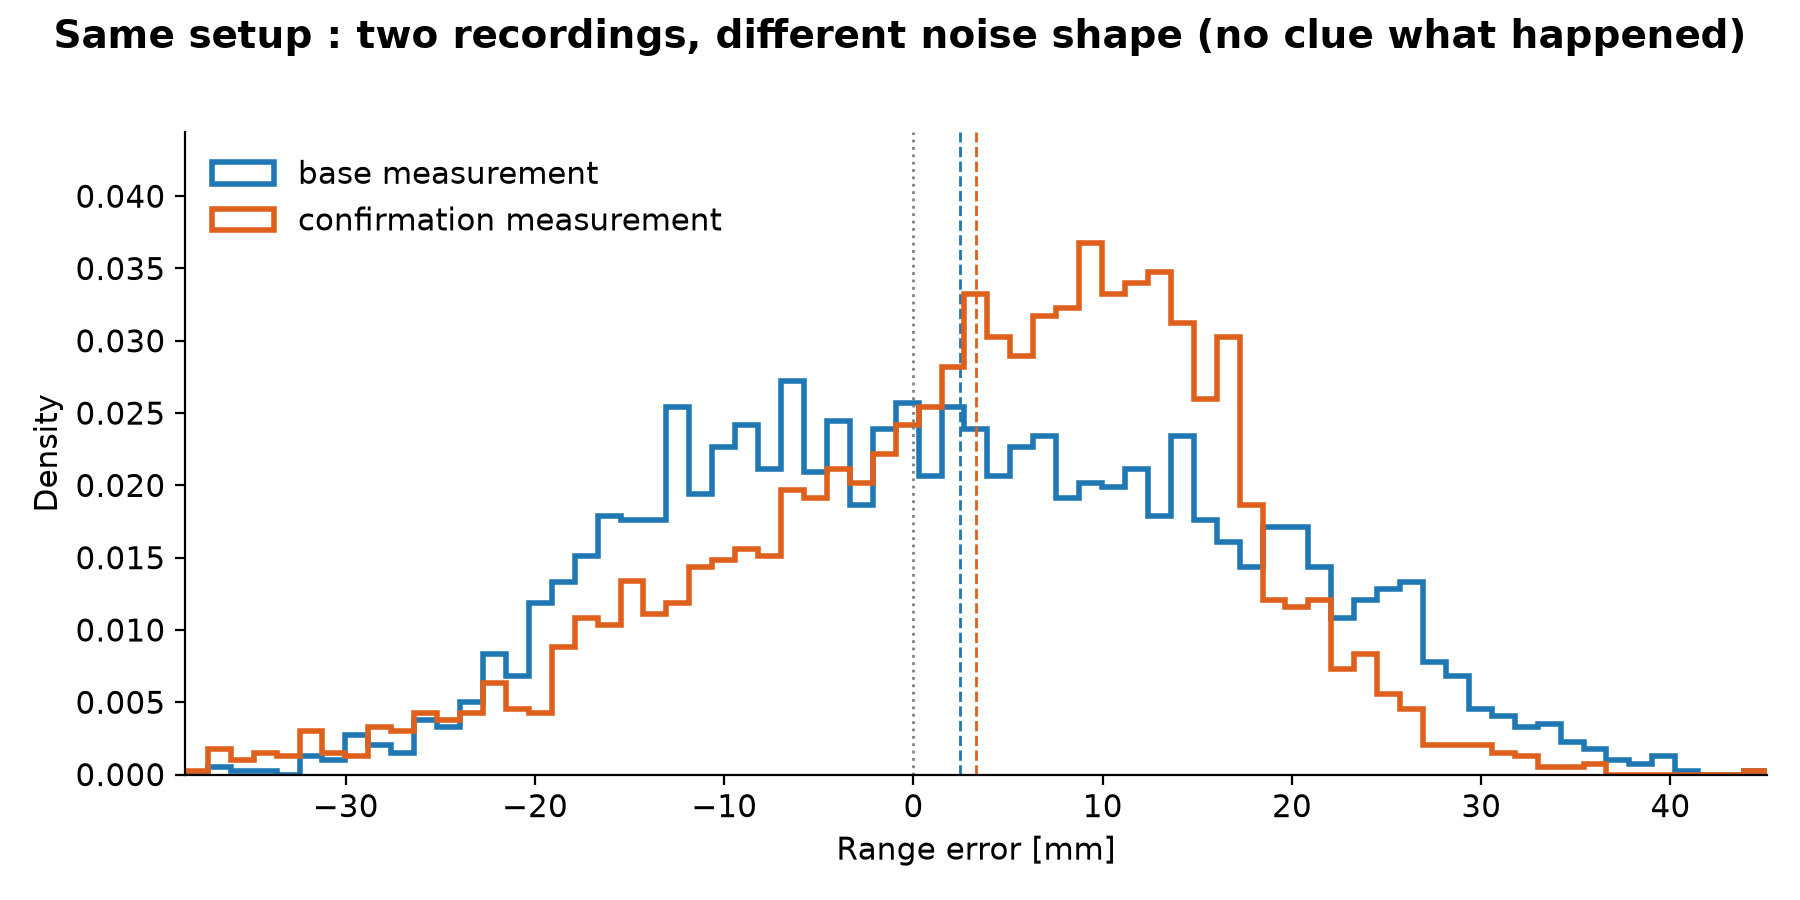 Same setup : two recordings, different noise shape (no clue what happened)
base measurement
confirmation measurement
Density
0.040
0.035
0.030
0.025
0.020
0.015
0.010
0.005
0.000
−30 −20 −10 0 10 20 30 40
Range error [mm]